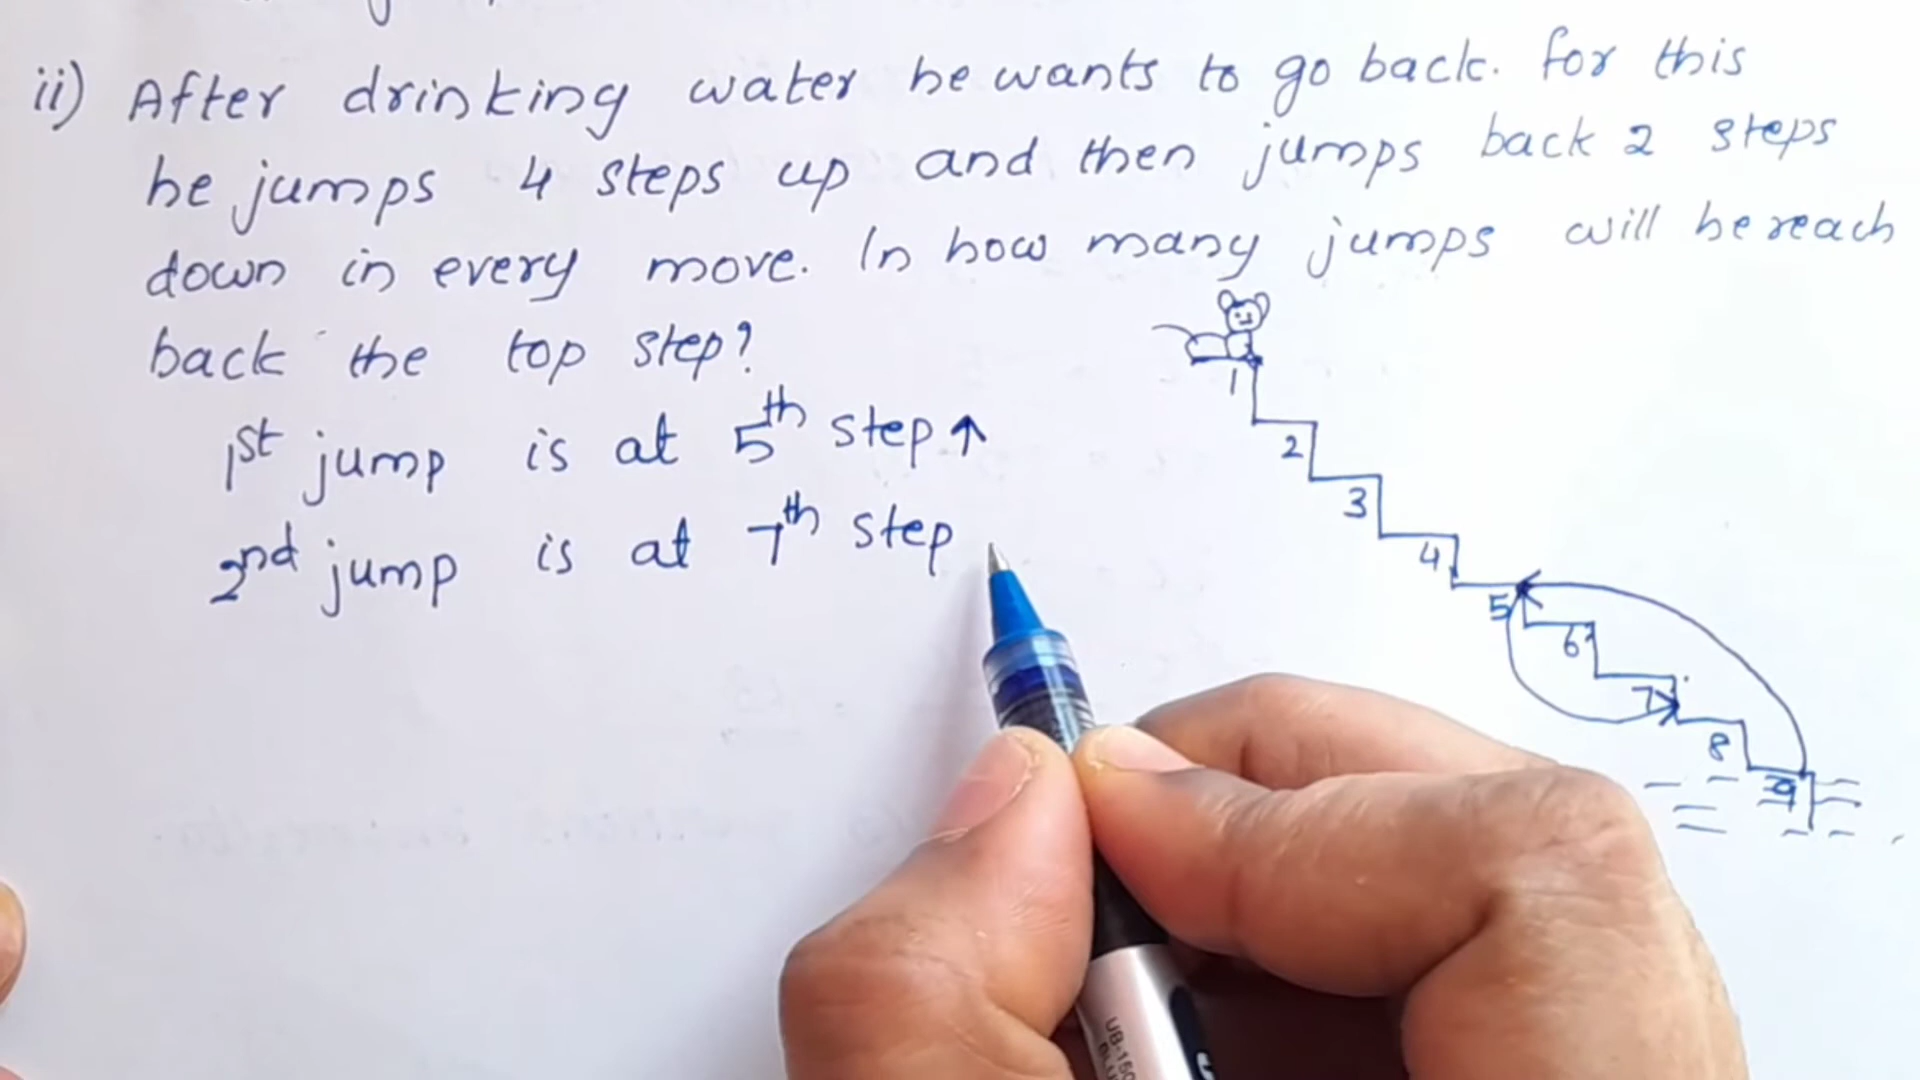 ii) After drinking water he wants to go back. for this
he jumps 4 steps up and then jumps back 2 steps
down in every move. In how many jumps will he reach
back the top step?
1st jump is at 5th step ↑
2nd jump is at 7th step
1
2
3
4
5
6
7
8
9
UB-150